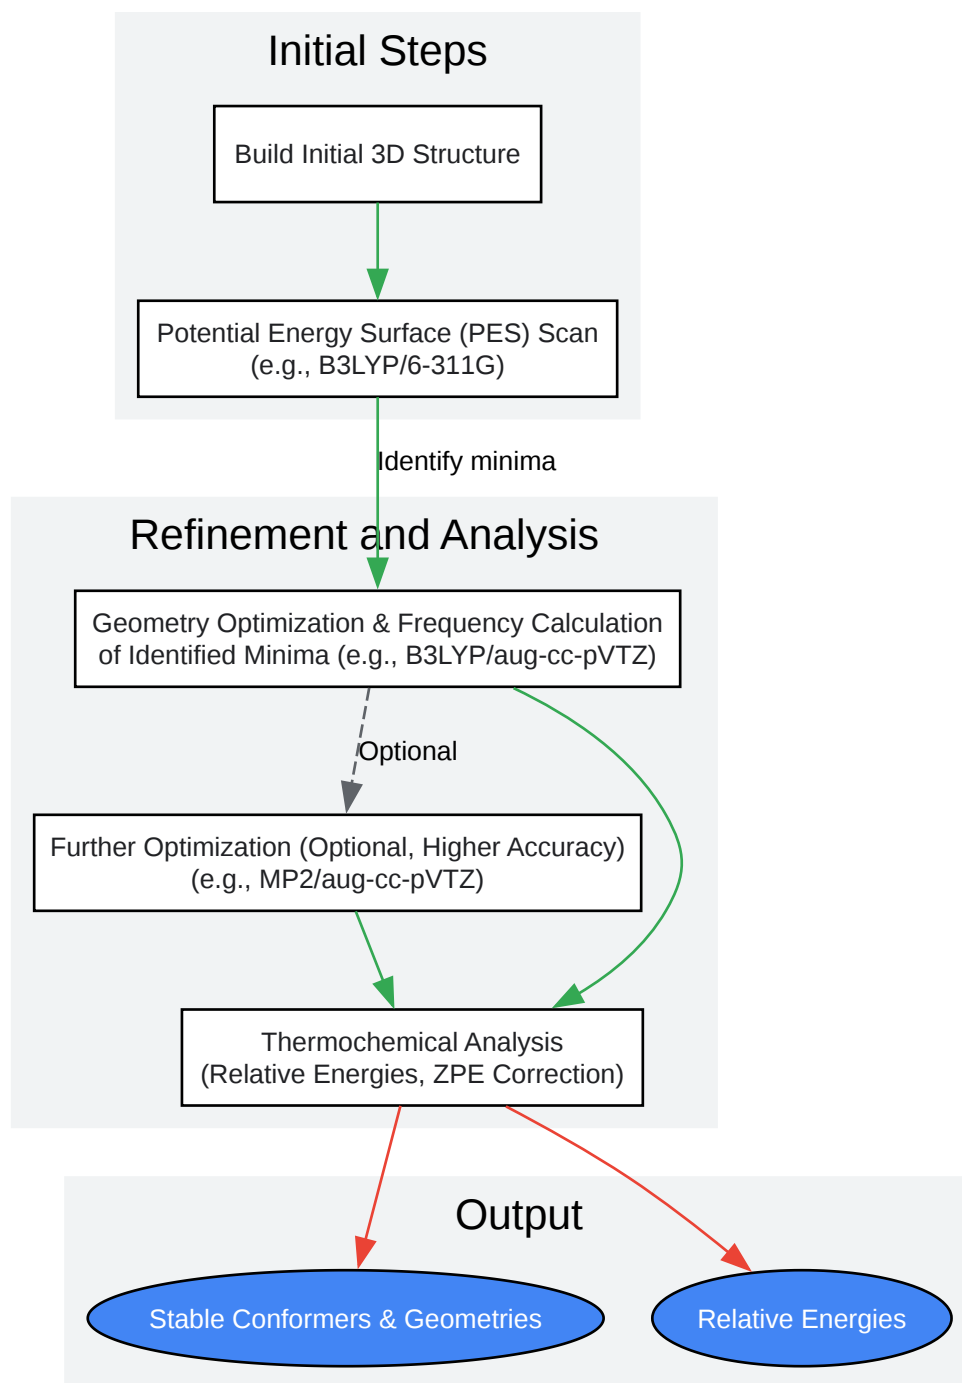 Initial Steps
Build Initial 3D Structure
Potential Energy Surface (PES) Scan
(e.g., B3LYP/6-311G)
Identify minima
Refinement and Analysis
Geometry Optimization & Frequency Calculation
of Identified Minima (e.g., B3LYP/aug-cc-pVTZ)
Optional
Further Optimization (Optional, Higher Accuracy)
(e.g., MP2/aug-cc-pVTZ)
Thermochemical Analysis
(Relative Energies, ZPE Correction)
Output
Stable Conformers & Geometries
Relative Energies